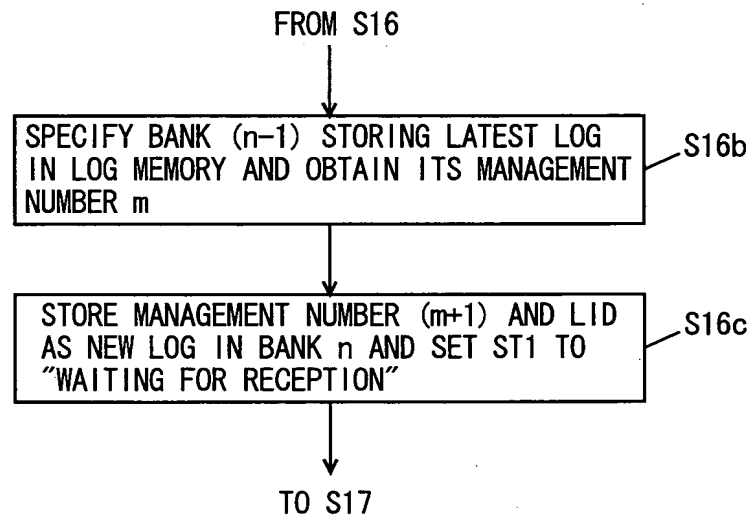 FROM S16
SPECIFY BANK (n-1) STORING LATEST LOG
IN LOG MEMORY AND OBTAIN ITS MANAGEMENT
NUMBER m
S16b
STORE MANAGEMENT NUMBER (m+1) AND LID
AS NEW LOG IN BANK n AND SET ST1 TO
"WAITING FOR RECEPTION"
S16c
TO S17